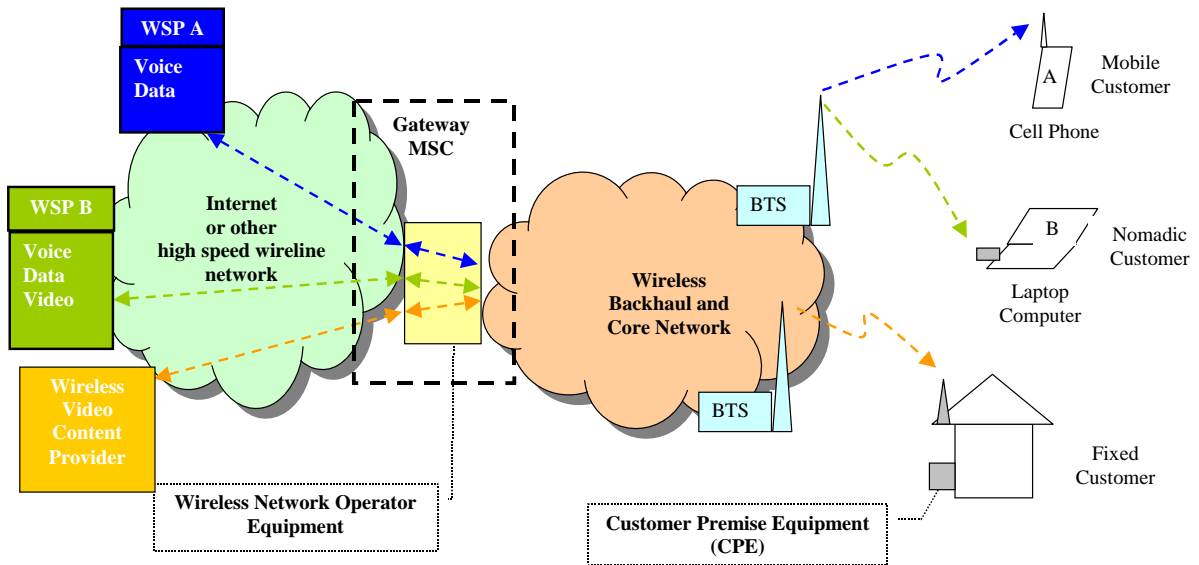 WSP A
Voice
Data
WSP B
Voice
Data
Video
Wireless
Video
Content
Provider
Internet
or other
high speed wireline
network
Gateway
MSC
Wireless Network Operator
Equipment
Wireless
Backhaul and
Core Network
BTS
BTS
A
Mobile
Customer
Cell Phone
B
Nomadic
Customer
Laptop
Computer
Fixed
Customer
Customer Premise Equipment
(CPE)